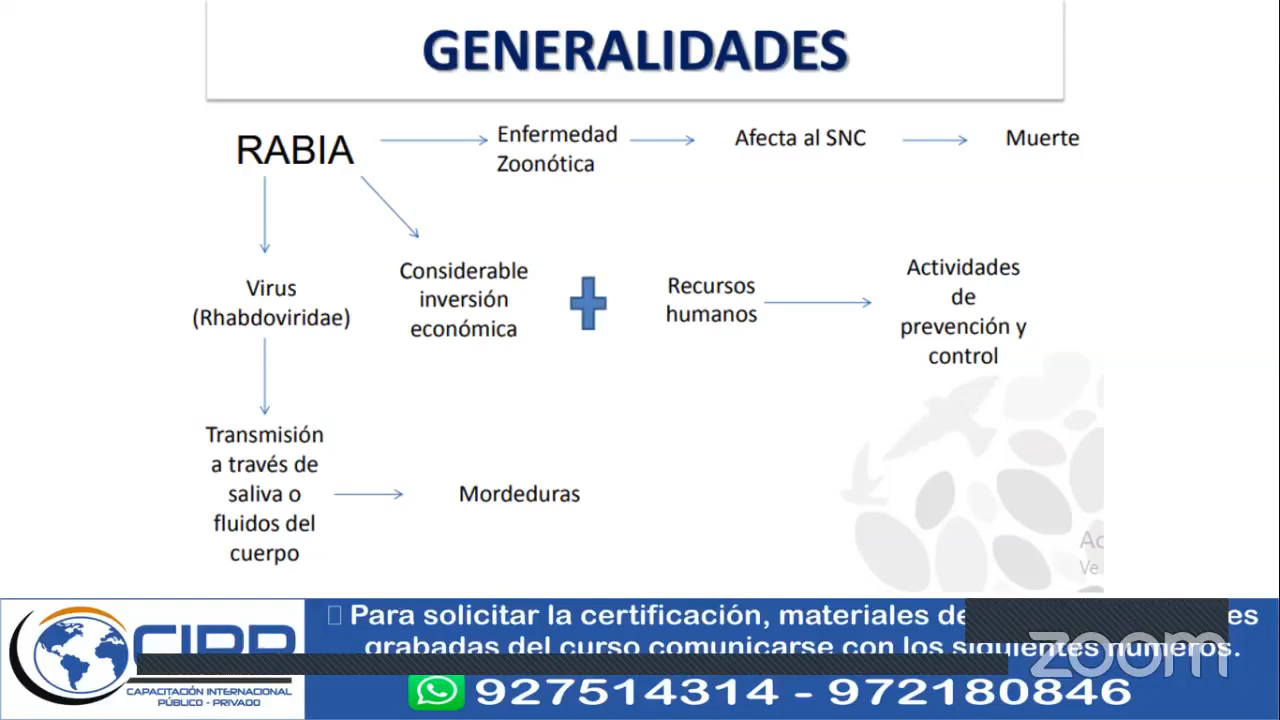 GENERALIDADES
RABIA
Enfermedad
Zoonótica
Afecta al SNC
Muerte
Virus
(Rhabdoviridae)
Considerable
inversión
económica
Recursos
humanos
Actividades
de
prevención y
control
Transmisión
a través de
saliva o
fluidos del
cuerpo
Mordeduras
Para solicitar la certificación, materiales de
grabadas del curso comunicarse con los siguientes números.
927514314 - 972180846
CAPACITACIÓN INTERNACIONAL
PÚBLICO - PRIVADO
zoom